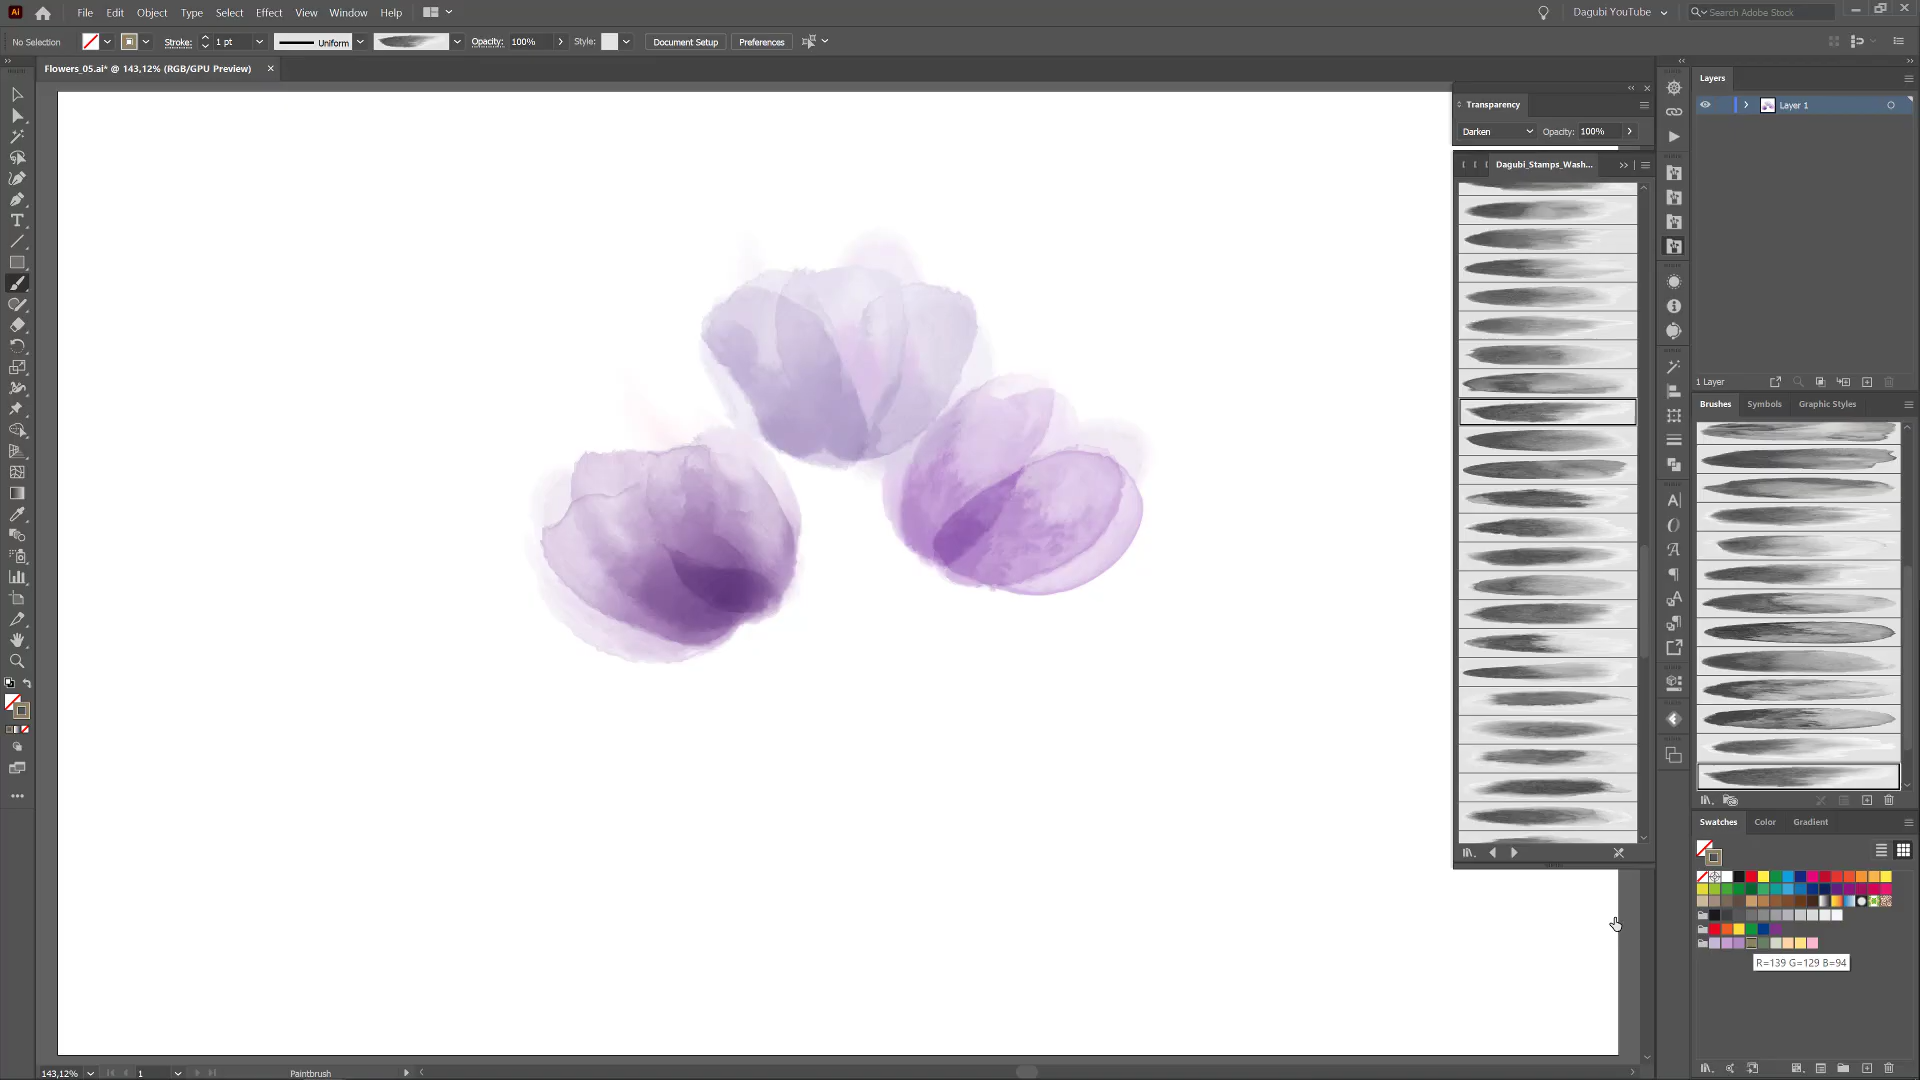 Ai File Edit Object Type Select Effect View Window Help Dagubi YouTube Search Adobe Stock
No Selection Stroke: 1 pt Uniform Opacity: 100% Style: Document Setup Preferences
Flowers_05.ai* @ 143,12% (RGB/GPU Preview)
Layers
Transparency
Layer 1
Darken Opacity: 100%
Dagubi_Stamps_Wash...
1 Layer
Brushes Symbols Graphic Styles
Swatches Color Gradient
R=139 G=129 B=94
143,12% 1 Paintbrush